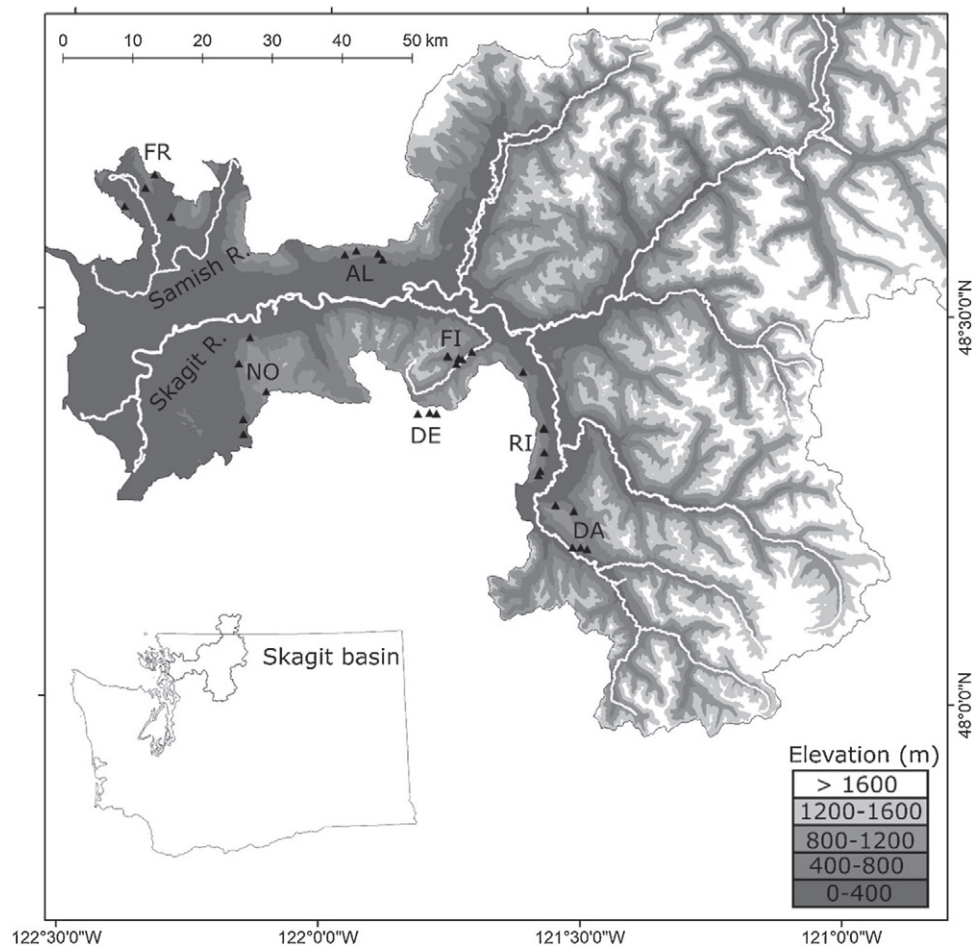 0 10 20 30 40 50 km
FR
AL
Samish R.
Skagit R.
NO
FI
DE
RI
DA
48°30'0"N
48°0'0"N
Skagit basin
Elevation (m)
> 1600
1200-1600
800-1200
400-800
0-400
122°30'0"W 122°0'0"W 121°30'0"W 121°0'0"W